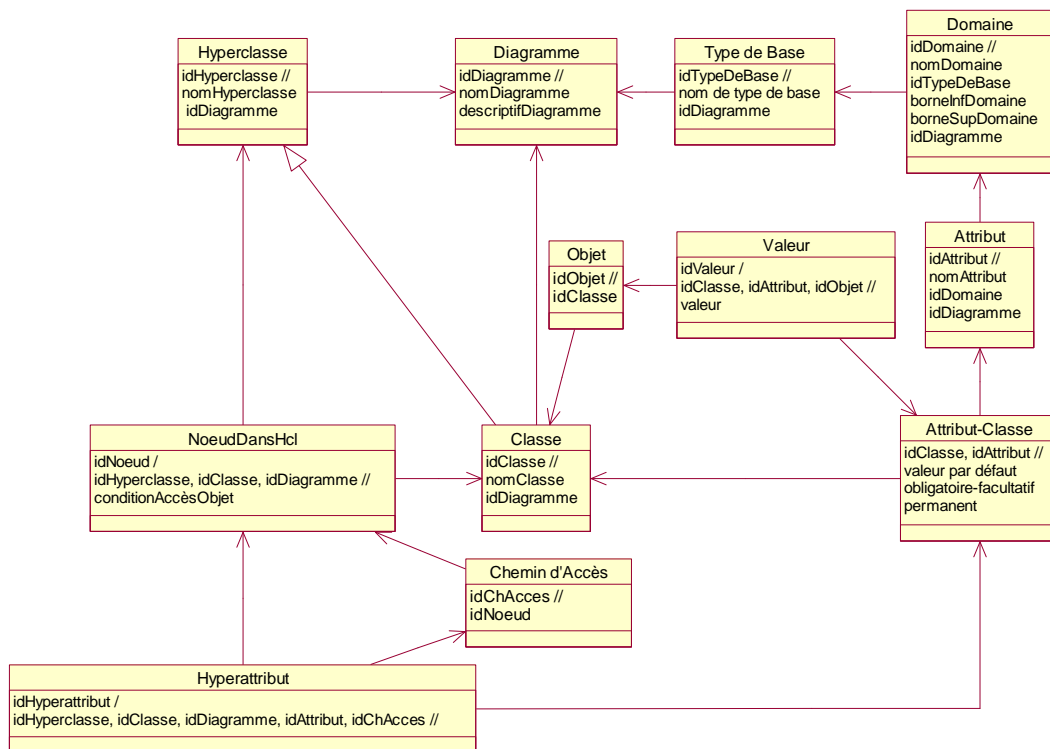 Hyperclasse
idHyperclasse //
nomHyperclasse
idDiagramme
Diagramme
idDiagramme //
nomDiagramme
descriptifDiagramme
Type de Base
idTypeDeBase //
nom de type de base
idDiagramme
Domaine
idDomaine //
nomDomaine
idTypeDeBase
borneInfDomaine
borneSupDomaine
idDiagramme
Objet
idObjet //
idClasse
Valeur
idValeur /
idClasse, idAttribut, idObjet //
valeur
Attribut
idAttribut //
nomAttribut
idDomaine
idDiagramme
NoeudDansHcl
idNoeud /
idHyperclasse, idClasse, idDiagramme //
conditionAccèsObjet
Classe
idClasse //
nomClasse
idDiagramme
Attribut-Classe
idClasse, idAttribut //
valeur par défaut
obligatoire-facultatif
permanent
Chemin d'Accès
idChAcces //
idNoeud
Hyperattribut
idHyperattribut /
idHyperclasse, idClasse, idDiagramme, idAttribut, idChAcces //